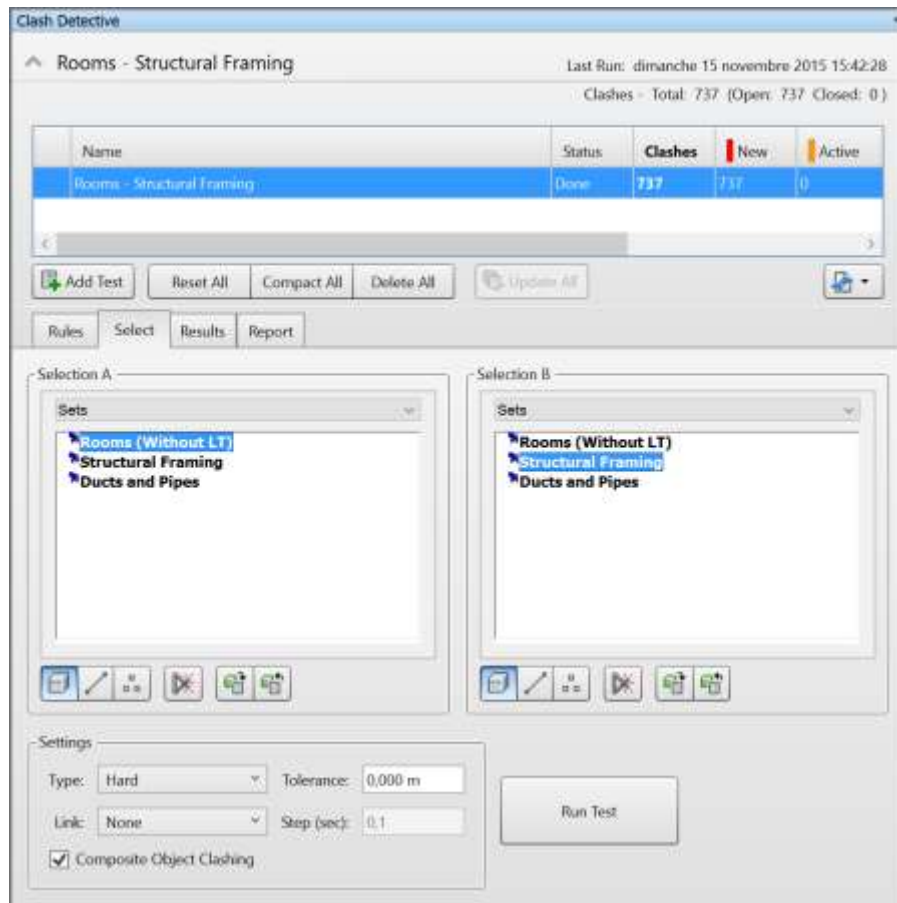 Clash Detective
Rooms - Structural Framing
Last Run: dimanche 15 novembre 2015 15:42:28
Clashes - Total: 737 (Open: 737 Closed: 0)
Name Status Clashes New Active
Rooms - Structural Framing Done 737 737 0
Add Test Reset All Compact All Delete All Update All
Rules Select Results Report
Selection A
Sets
Rooms (Without LT)
Structural Framing
Ducts and Pipes
Selection B
Sets
Rooms (Without LT)
Structural Framing
Ducts and Pipes
Settings
Type: Hard Tolerance: 0,000 m
Link: None Step (sec): 0.1
Composite Object Clashing
Run Test